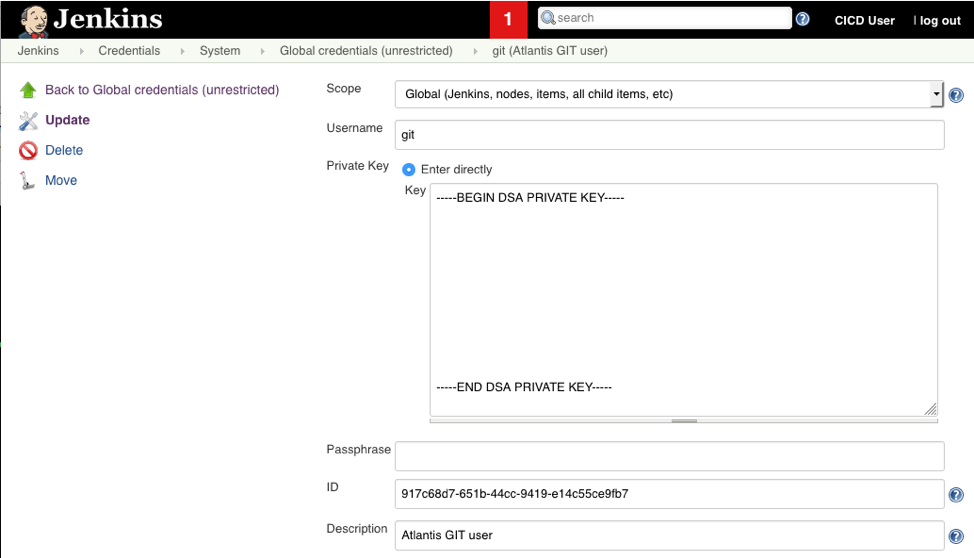 Jenkins
1
search
CICD User
| log out
Jenkins
Credentials
System
Global credentials (unrestricted)
git (Atlantis GIT user)
Back to Global credentials (unrestricted)
Update
Delete
Move
Scope
Global (Jenkins, nodes, items, all child items, etc)
Username
git
Private Key
Enter directly
Key
-----BEGIN DSA PRIVATE KEY-----
-----END DSA PRIVATE KEY-----
Passphrase
ID
917c68d7-651b-44cc-9419-e14c55ce9fb7
Description
Atlantis GIT user